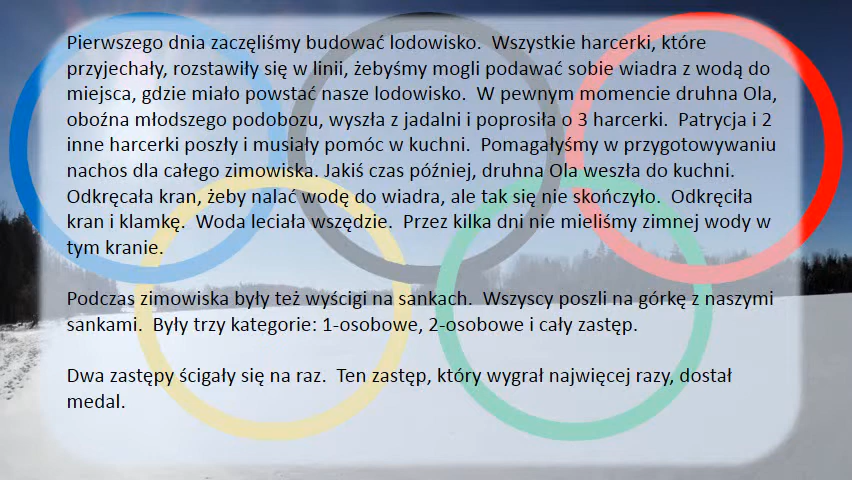 Pierwszego dnia zaczęliśmy budować lodowisko.  Wszystkie harcerki, które
przyjechały, rozstawiły się w linii, żebyśmy mogli podawać sobie wiadra z wodą do
miejsca, gdzie miało powstać nasze lodowisko.  W pewnym momencie druhna Ola,
oboźna młodszego podobozu, wyszła z jadalni i poprosiła o 3 harcerki.  Patrycja i 2
inne harcerki poszły i musiały pomóc w kuchni.  Pomagałyśmy w przygotowywaniu
nachos dla całego zimowiska. Jakiś czas później, druhna Ola weszła do kuchni.
Odkręcała kran, żeby nalać wodę do wiadra, ale tak się nie skończyło.  Odkręciła
kran i klamkę.  Woda leciała wszędzie.  Przez kilka dni nie mieliśmy zimnej wody w
tym kranie.
Podczas zimowiska były też wyścigi na sankach.  Wszyscy poszli na górkę z naszymi
sankami.  Były trzy kategorie: 1-osobowe, 2-osobowe i cały zastęp.
Dwa zastępy ścigały się na raz.  Ten zastęp, który wygrał najwięcej razy, dostał
medal.